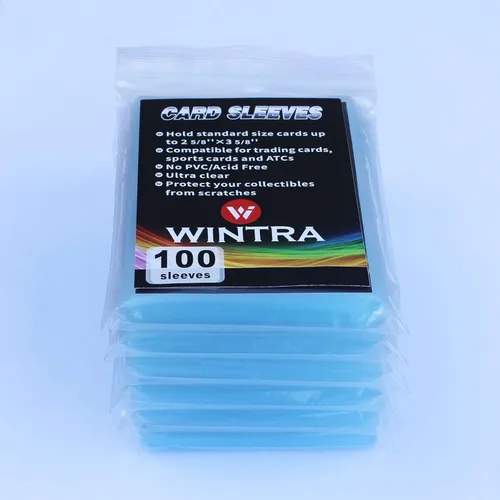 CARD SLEEVES
Hold standard size cards up
to 2 5/8''×3 5/8''
Compatible for trading cards,
sports cards and ATCs
No PVC/Acid Free
Ultra clear
Protect your collectibles
from scratches
W
WINTRA
100
sleeves